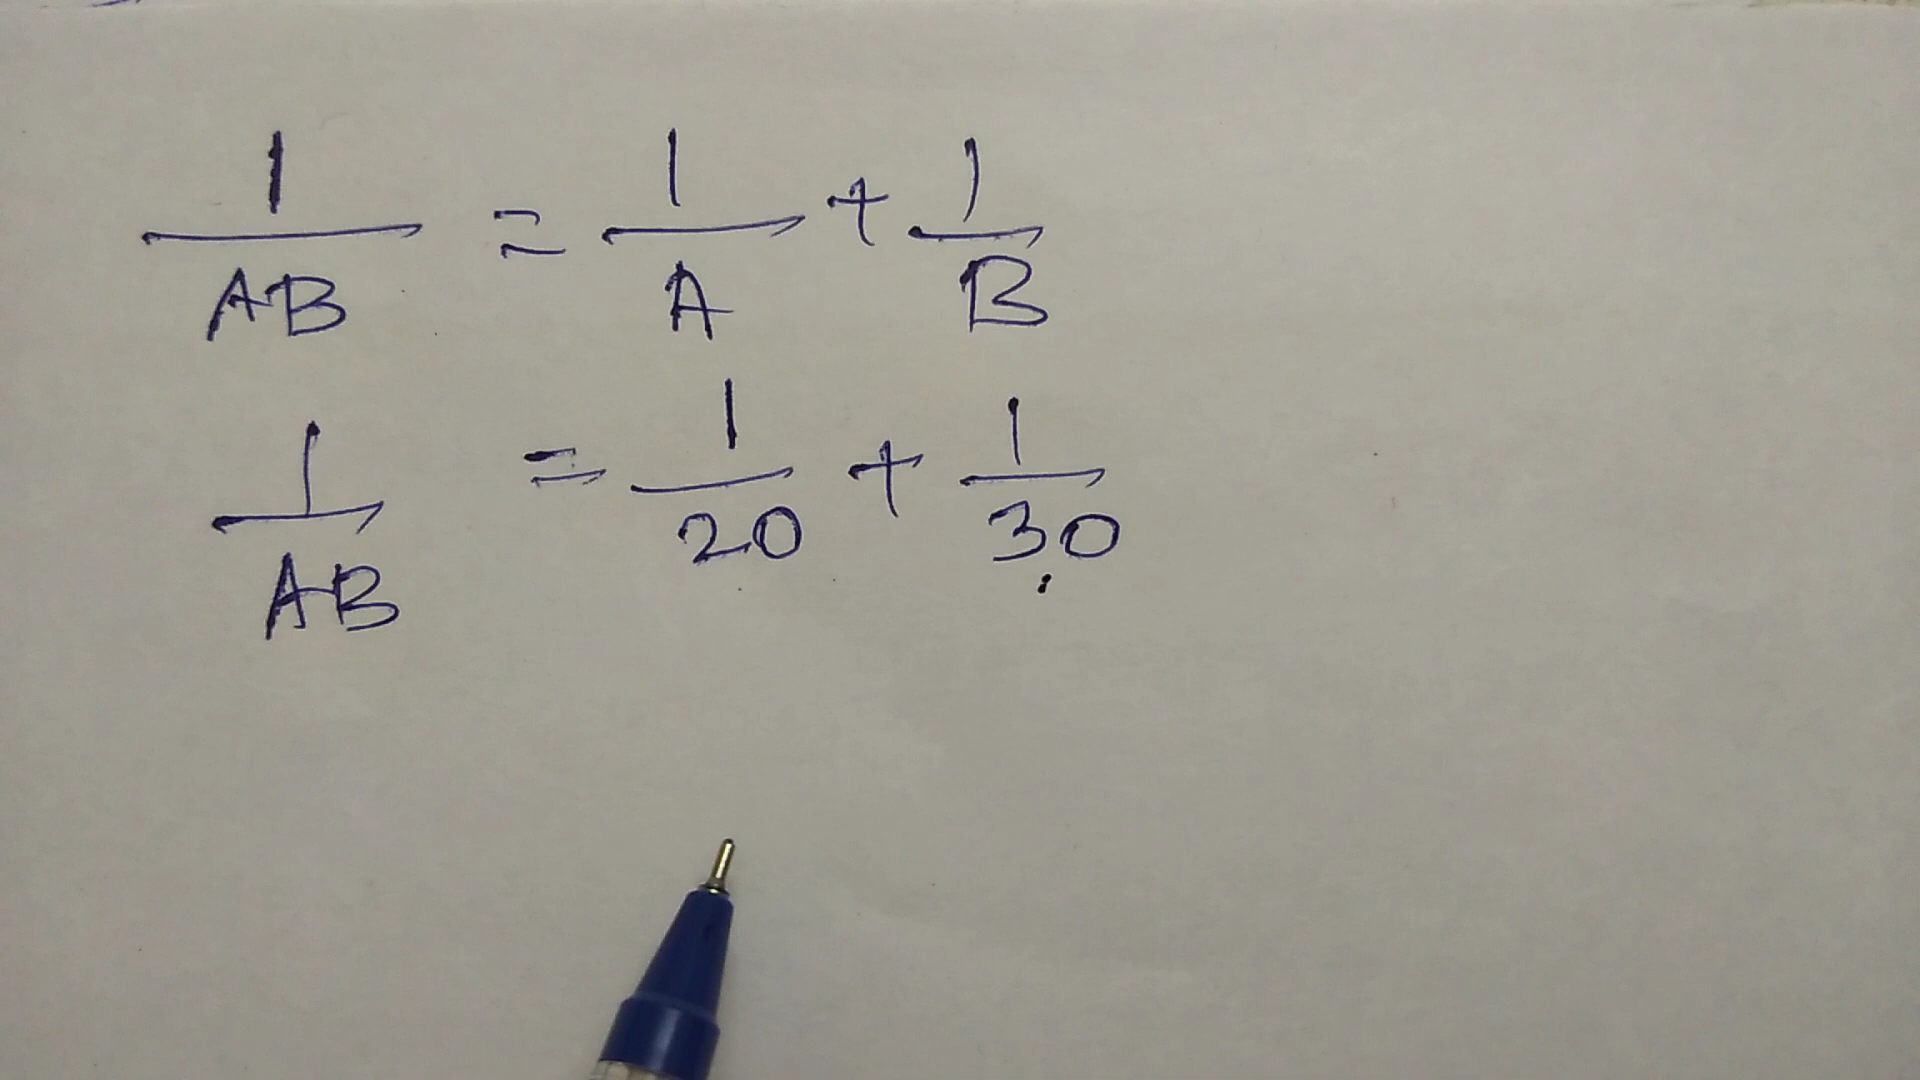 1/AB = 1/A + 1/B
1/AB = 1/20 + 1/30